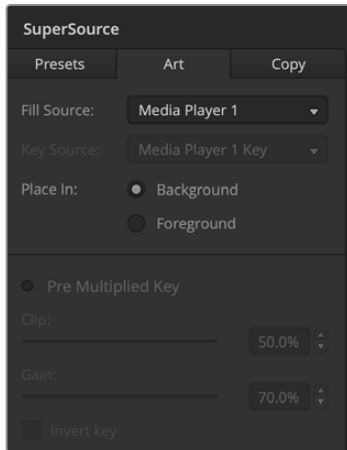 SuperSource
Presets Art Copy
Fill Source: Media Player 1
Key Source: Media Player 1 Key
Place In: Background
Foreground
Pre Multiplied Key
Clip:
50.0%
Gain:
70.0%
Invert key